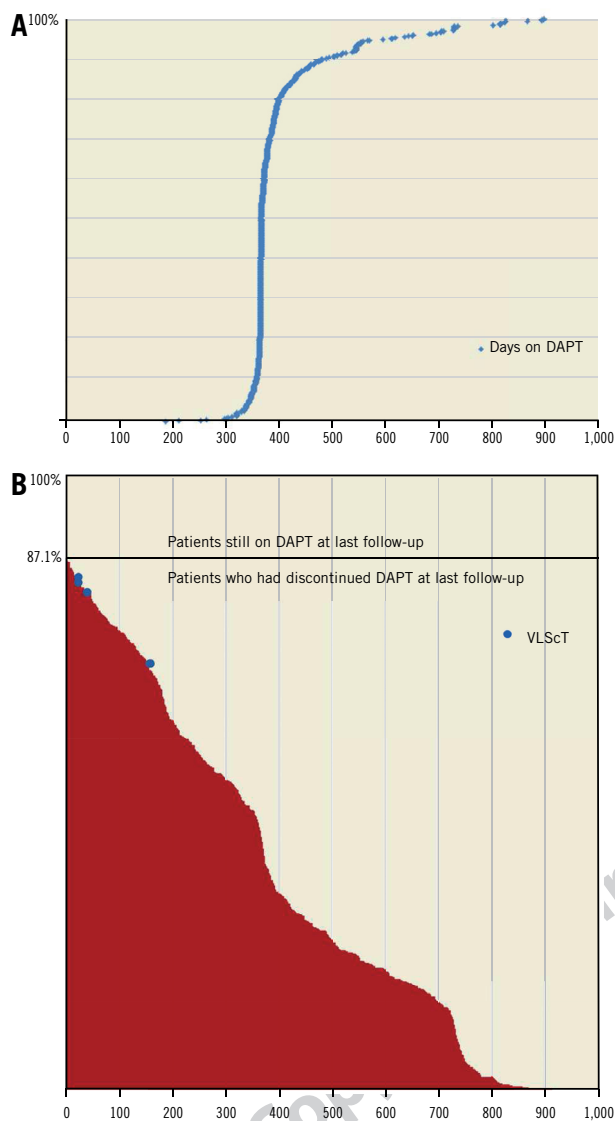 A 100%
Days on DAPT
0 100 200 300 400 500 600 700 800 900 1,000
B 100%
Patients still on DAPT at last follow-up
87.1%
Patients who had discontinued DAPT at last follow-up
VLScT
0 100 200 300 400 500 600 700 800 900 1,000